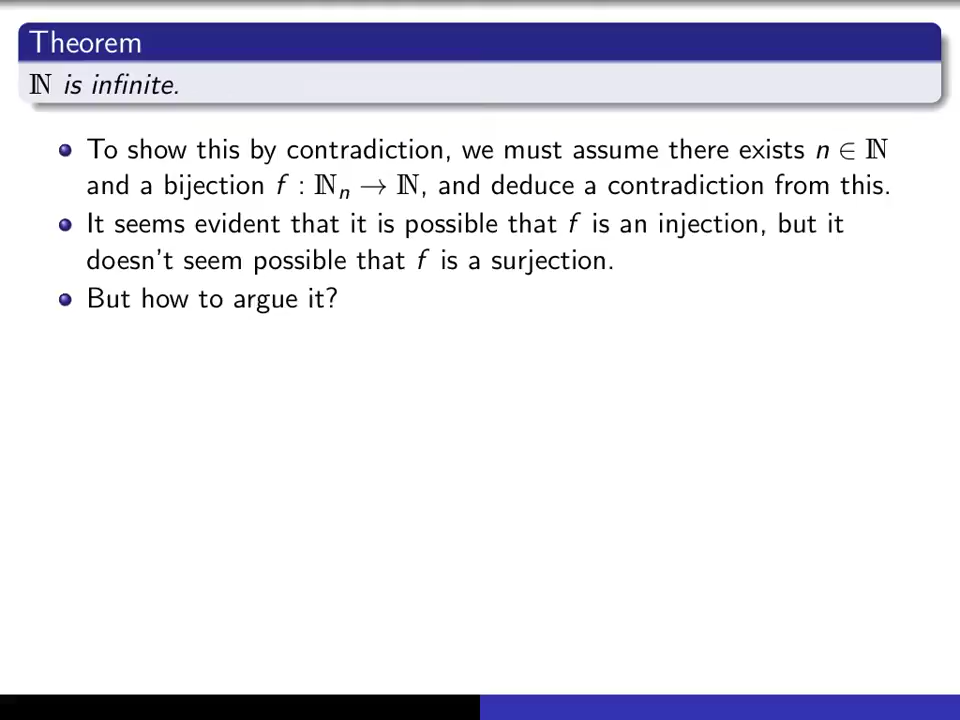 Theorem
ℕ is infinite.
To show this by contradiction, we must assume there exists n ∈ ℕ
and a bijection f : ℕₙ → ℕ, and deduce a contradiction from this.
It seems evident that it is possible that f is an injection, but it
doesn't seem possible that f is a surjection.
But how to argue it?